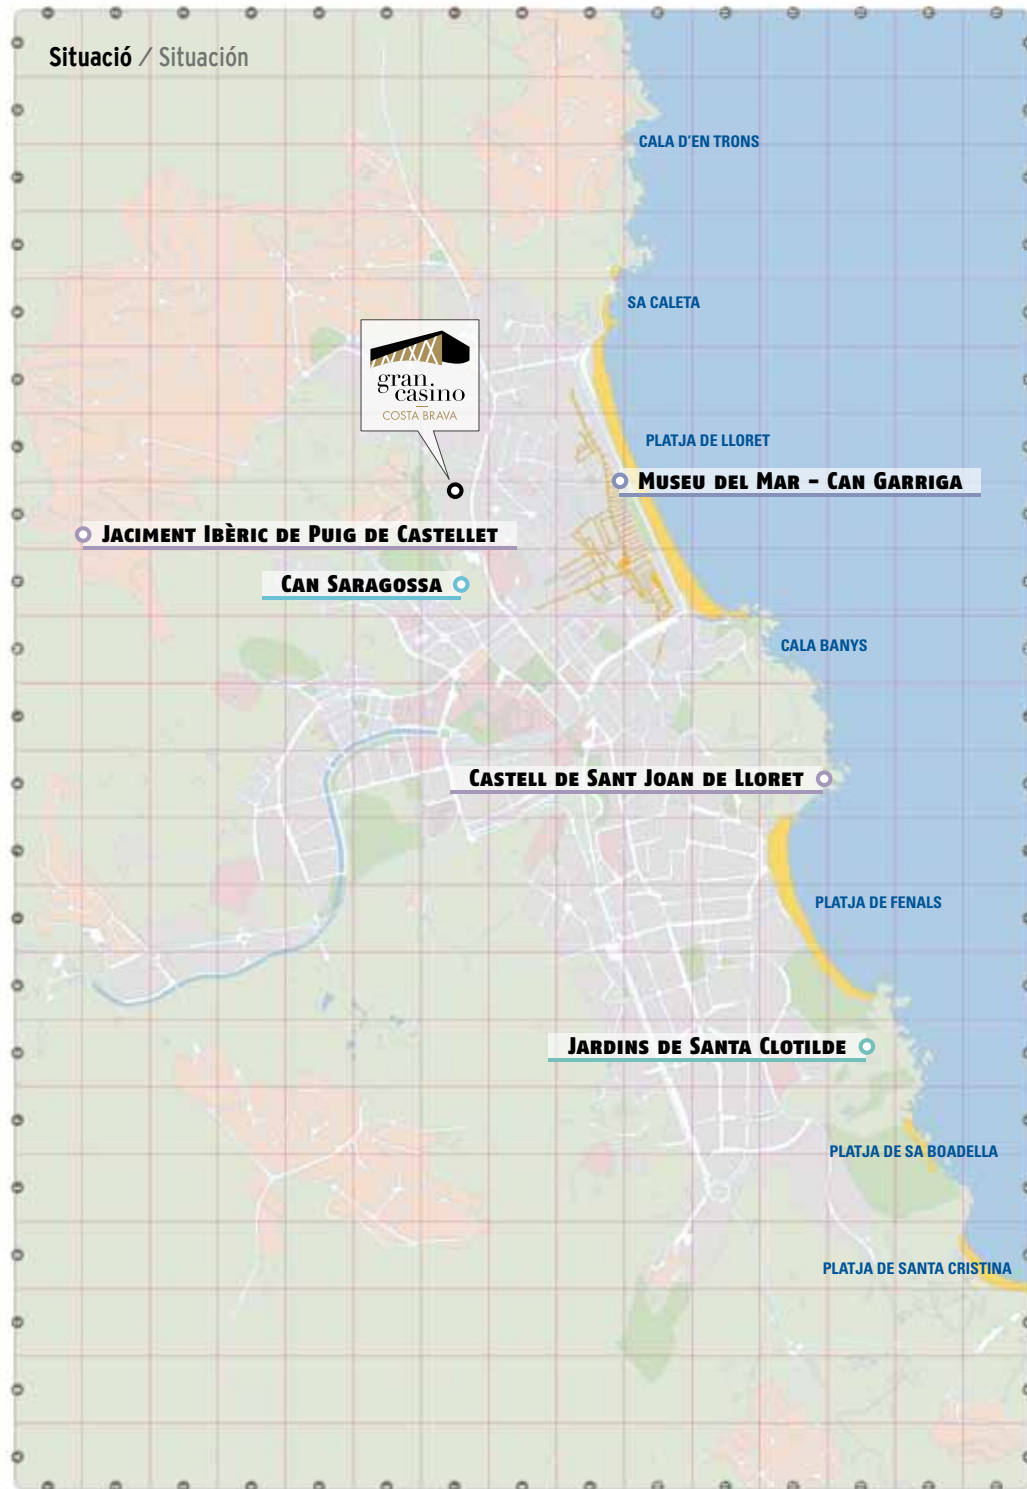 Situació / Situación
CALA D'EN TRONS
SA CALETA
gran.
casino
COSTA BRAVA
PLATJA DE LLORET
Museu del Mar – Can Garriga
Jaciment Ibèric de Puig de Castellet
Can Saragossa
CALA BANYS
Castell de Sant Joan de Lloret
PLATJA DE FENALS
Jardins de Santa Clotilde
PLATJA DE SA BOADELLA
PLATJA DE SANTA CRISTINA